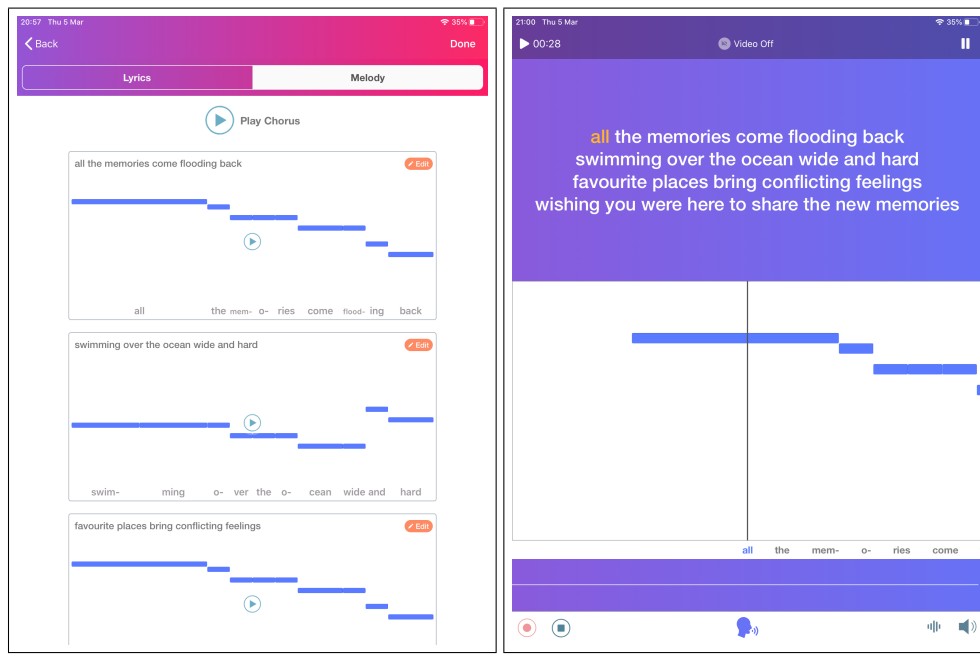 20:57 Thu 5 Mar
35%
Back
Done
Lyrics
Melody
Play Chorus
all the memories come flooding back
Edit
all the mem- o- ries come flood- ing back
swimming over the ocean wide and hard
Edit
swim- ming o- ver the o- cean wide and hard
favourite places bring conflicting feelings
Edit
21:00 Thu 5 Mar
35%
00:28
Video Off
all the memories come flooding back
swimming over the ocean wide and hard
favourite places bring conflicting feelings
wishing you were here to share the new memories
all the mem- o- ries come